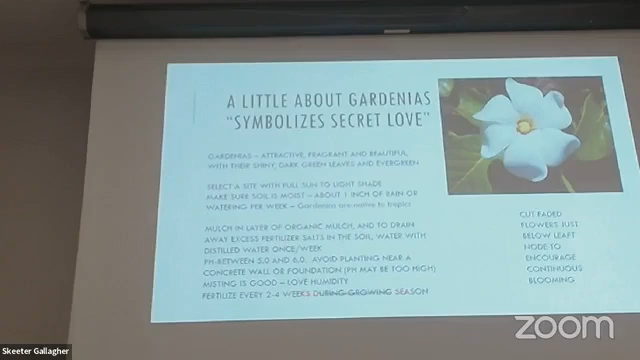 A LITTLE ABOUT GARDENIAS
"SYMBOLIZES SECRET LOVE"
GARDENIAS – ATTRACTIVE, FRAGRANT AND BEAUTIFUL,
WITH THEIR SHINY, DARK GREEN LEAVES AND EVERGREEN
SELECT A SITE WITH FULL SUN TO LIGHT SHADE
MAKE SURE SOIL IS MOIST – ABOUT 1 INCH OF RAIN OR
WATERING PER WEEK – Gardenias are native to tropics
MULCH IN LAYER OF ORGANIC MULCH, AND TO DRAIN
AWAY EXCESS FERTILIZER SALTS IN THE SOIL, WATER WITH
DISTILLED WATER ONCE/WEEK
PH-BETWEEN 5.0 AND 6.0. AVOID PLANTING NEAR A
CONCRETE WALL OR FOUNDATION (PH MAY BE TOO HIGH)
MISTING IS GOOD – LOVE HUMIDITY
FERTILIZE EVERY 2-4 WEEKS DURING GROWING SEASON
CUT FADED
FLOWERS JUST
BELOW LEAFT
NODE TO
ENCOURAGE
CONTINUOUS
BLOOMING
zoom
Skeeter Gallagher